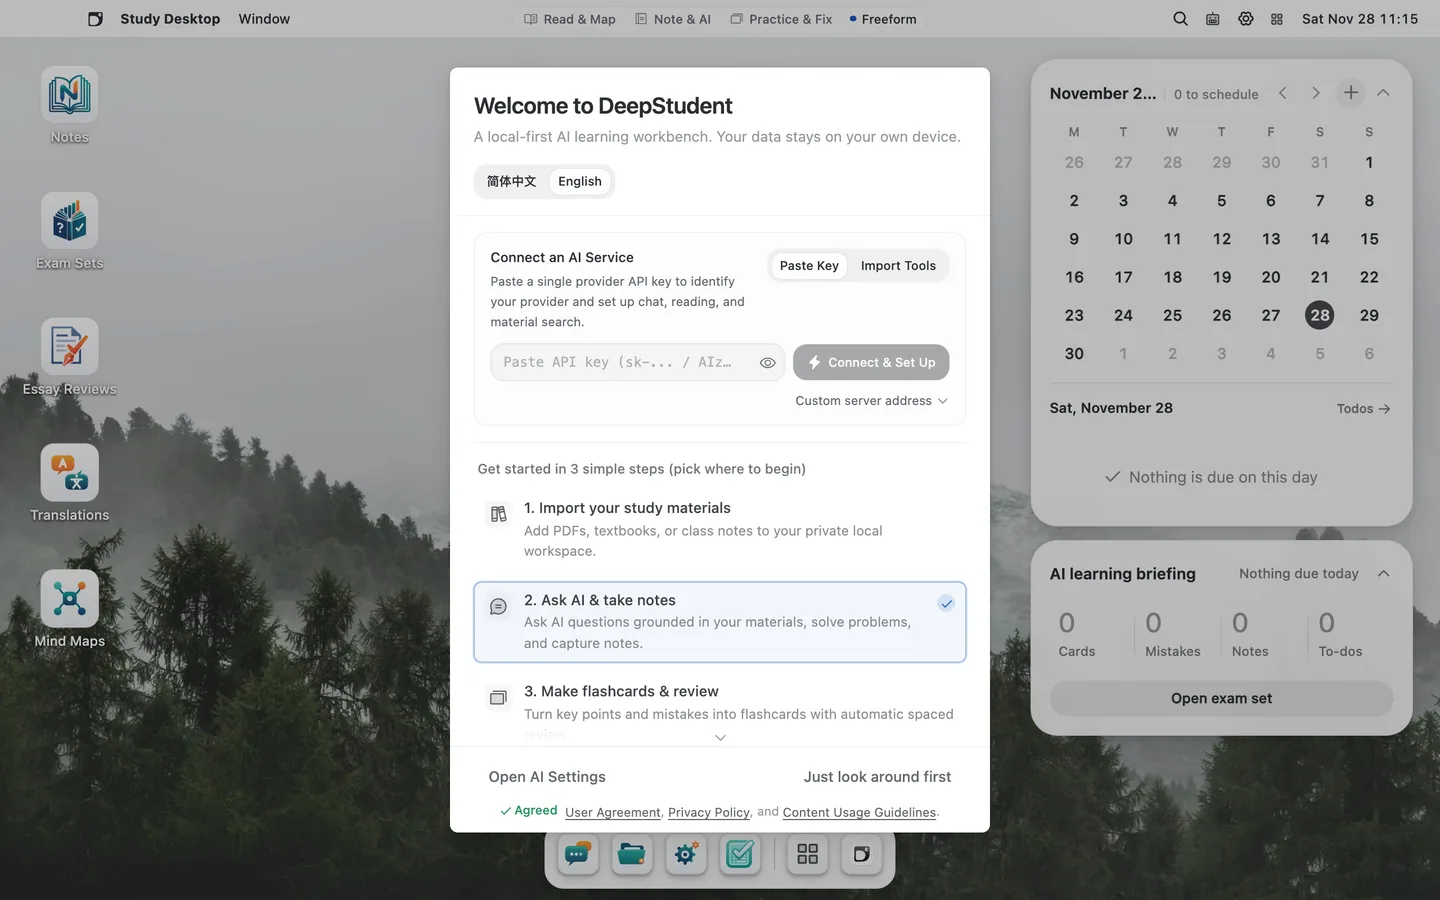 Study Desktop Window
Read & Map Note & AI Practice & Fix Freeform
Sat Nov 28 11:15
Notes
Exam Sets
Essay Reviews
Translations
Mind Maps
Welcome to DeepStudent
A local-first AI learning workbench. Your data stays on your own device.
简体中文 English
Connect an AI Service
Paste a single provider API key to identify
your provider and set up chat, reading, and
material search.
Paste Key Import Tools
Paste API key (sk-... / AIz…
Connect & Set Up
Custom server address
Get started in 3 simple steps (pick where to begin)
1. Import your study materials
Add PDFs, textbooks, or class notes to your private local
workspace.
2. Ask AI & take notes
Ask AI questions grounded in your materials, solve problems,
and capture notes.
3. Make flashcards & review
Turn key points and mistakes into flashcards with automatic spaced
review.
Open AI Settings Just look around first
Agreed User Agreement, Privacy Policy, and Content Usage Guidelines.
November 2... 0 to schedule
M T W T F S S
26 27 28 29 30 31 1
2 3 4 5 6 7 8
9 10 11 12 13 14 15
16 17 18 19 20 21 22
23 24 25 26 27 28 29
30 1 2 3 4 5 6
Sat, November 28 Todos
Nothing is due on this day
AI learning briefing Nothing due today
0 0 0 0
Cards Mistakes Notes To-dos
Open exam set